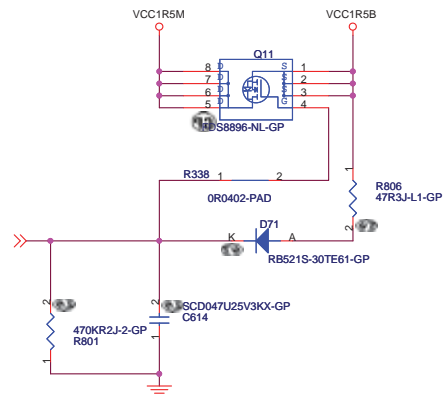 VCC1R5M VCC1R5B
Q11
8 D S 1
7 D S 2
6 D S 3
5 D G 4
DS8896-NL-GP
R338 1 2
0R0402-PAD
1
R806
47R3J-L1-GP
2
D71
K A
RB521S-30TE61-GP
2 2
SCD047U25V3KX-GP
C614
470KR2J-2-GP
R801
1 1